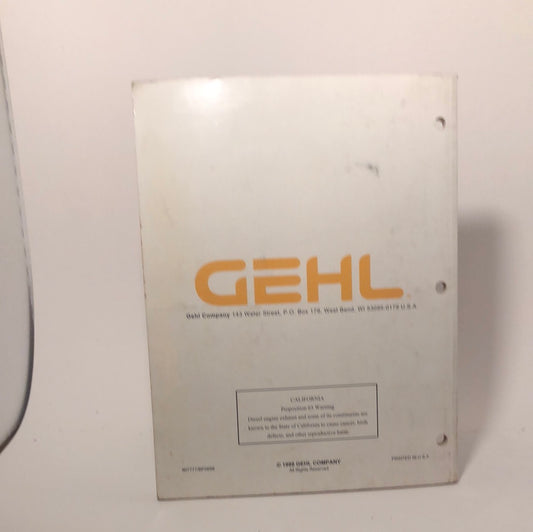 GEHL
Gehl Company 143 Water Street, P.O. Box 179, West Bend, WI 53095-0179 U.S.A.
CALIFORNIA
Proposition 65 Warning
Diesel engine exhaust and some of its constituents are
known to the State of California to cause cancer, birth
defects, and other reproductive harm.
© GEHL COMPANY
All Rights Reserved
PRINTED IN U.S.A.